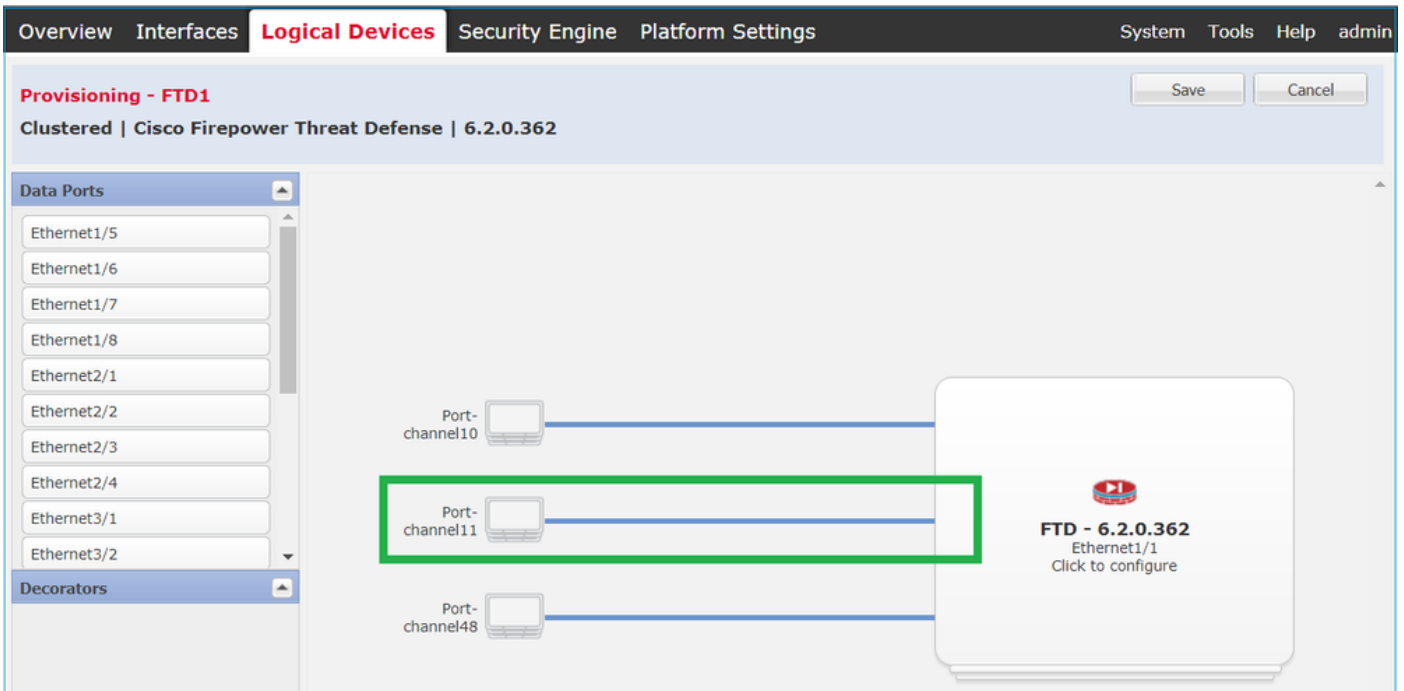 Overview Interfaces Logical Devices Security Engine Platform Settings System Tools Help admin
Provisioning - FTD1
Save Cancel
Clustered | Cisco Firepower Threat Defense | 6.2.0.362
Data Ports
Ethernet1/5
Ethernet1/6
Ethernet1/7
Ethernet1/8
Ethernet2/1
Ethernet2/2
Ethernet2/3
Ethernet2/4
Ethernet3/1
Ethernet3/2
Decorators
Port-
channel10
Port-
channel11
Port-
channel48
FTD - 6.2.0.362
Ethernet1/1
Click to configure